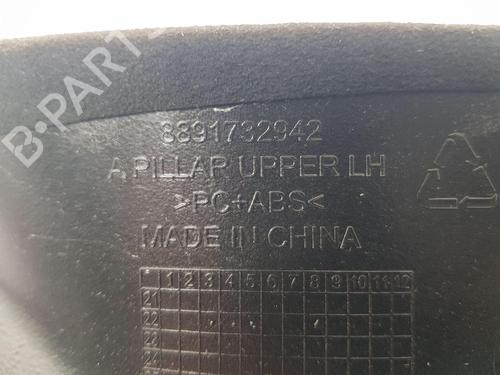 B-PARTS
8891732942
A PILLAR UPPER LH
>PC+ABS<
MADE IN CHINA
1 2 3 4 5 6 7 8 9 10 11 12
21
22
23
24